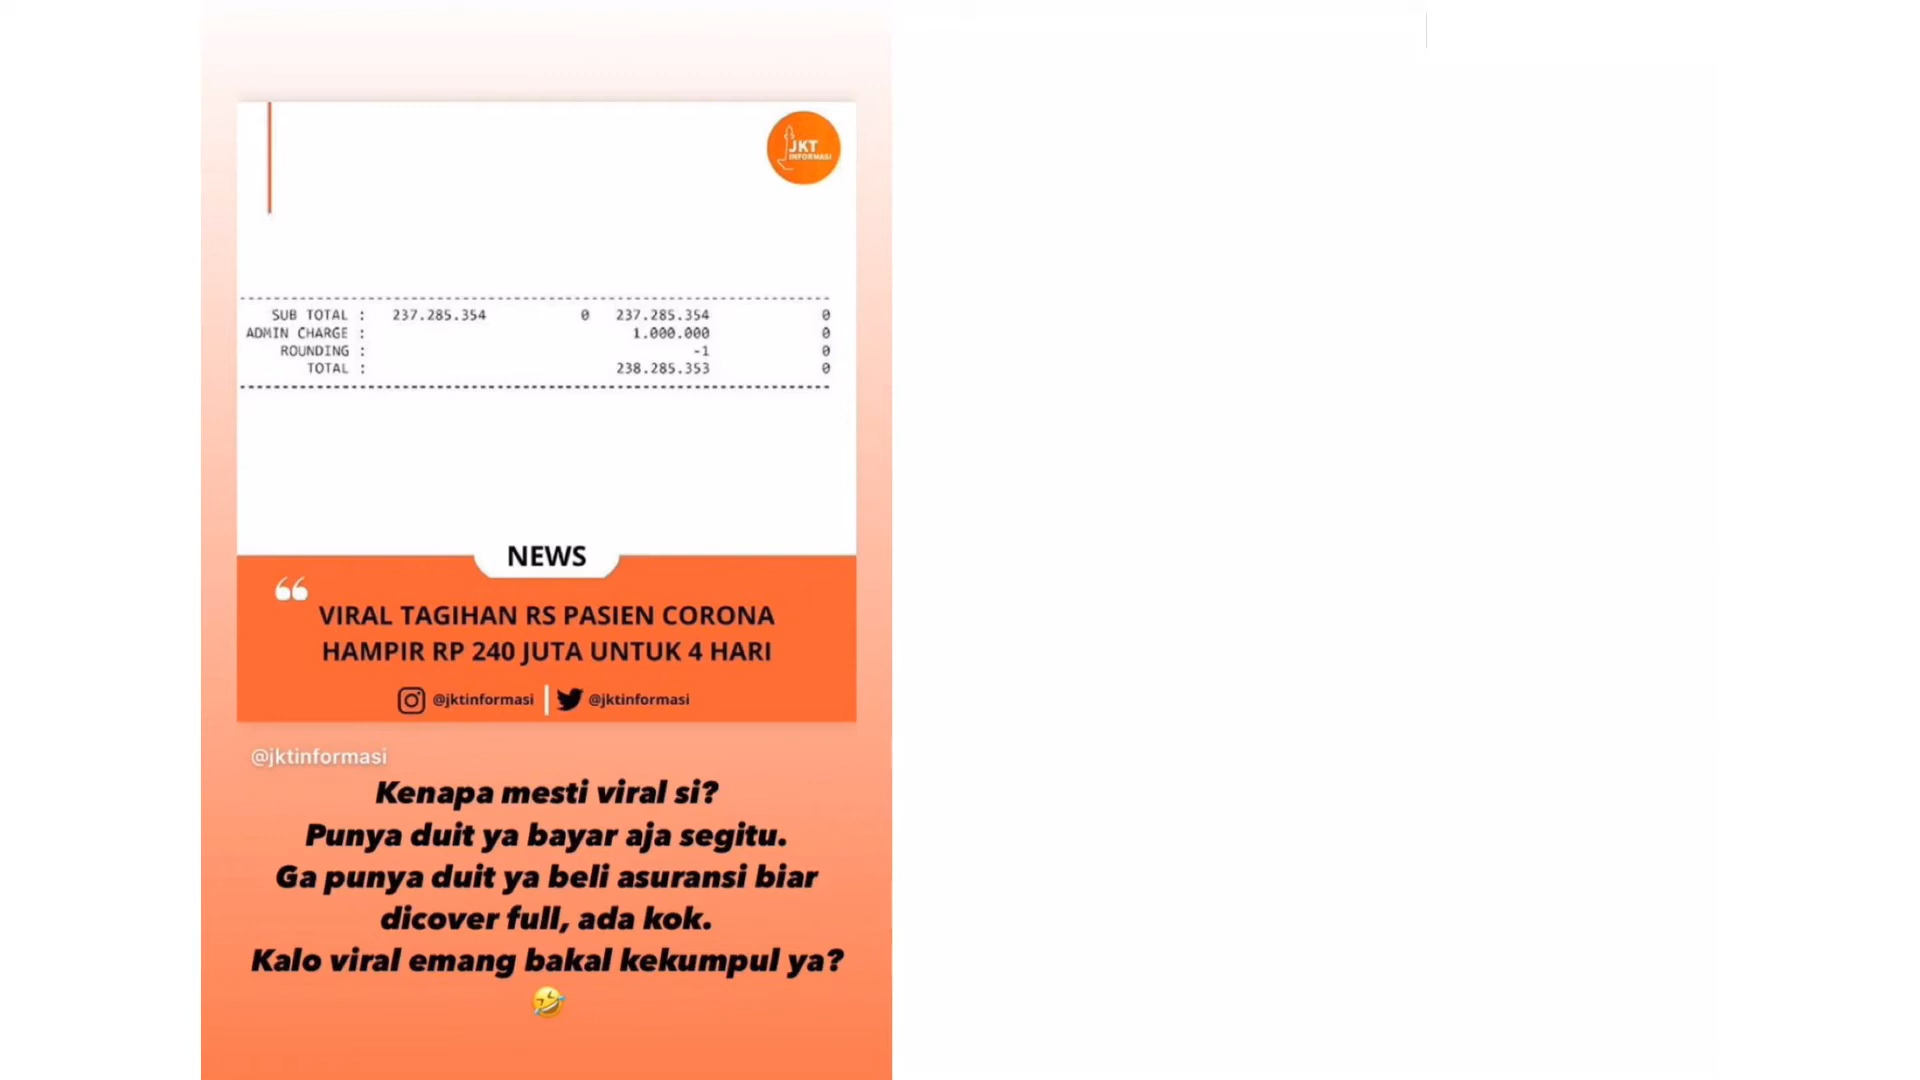 JKT
INFORMASI
SUB TOTAL : 237.285.354 0 237.285.354 0
ADMIN CHARGE : 1.000.000 0
ROUNDING : -1 0
TOTAL : 238.285.353 0
NEWS
“
VIRAL TAGIHAN RS PASIEN CORONA
HAMPIR RP 240 JUTA UNTUK 4 HARI
@jktinformasi | @jktinformasi
@jktinformasi
Kenapa mesti viral si?
Punya duit ya bayar aja segitu.
Ga punya duit ya beli asuransi biar
dicover full, ada kok.
Kalo viral emang bakal kekumpul ya?
🤣